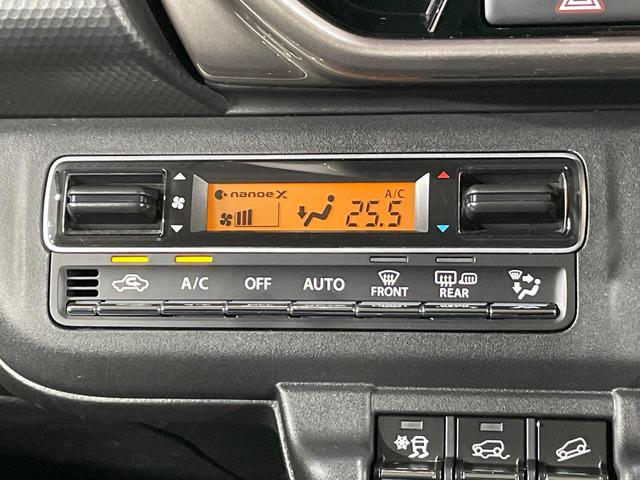 nanoeX
A/C
25.5
A/C
OFF
AUTO
FRONT
REAR